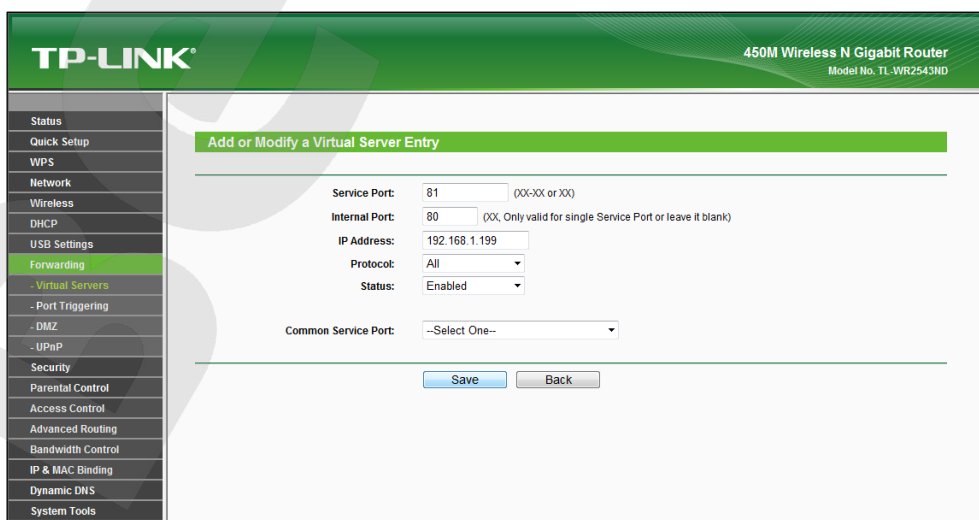 TP-LINK®
450M Wireless N Gigabit Router
Model No. TL-WR2543ND
Status
Quick Setup
WPS
Network
Wireless
DHCP
USB Settings
Forwarding
- Virtual Servers
- Port Triggering
- DMZ
- UPnP
Security
Parental Control
Access Control
Advanced Routing
Bandwidth Control
IP & MAC Binding
Dynamic DNS
System Tools
Add or Modify a Virtual Server Entry
Service Port: 81 (XX-XX or XX)
Internal Port: 80 (XX, Only valid for single Service Port or leave it blank)
IP Address: 192.168.1.199
Protocol: All
Status: Enabled
Common Service Port: --Select One--
Save Back